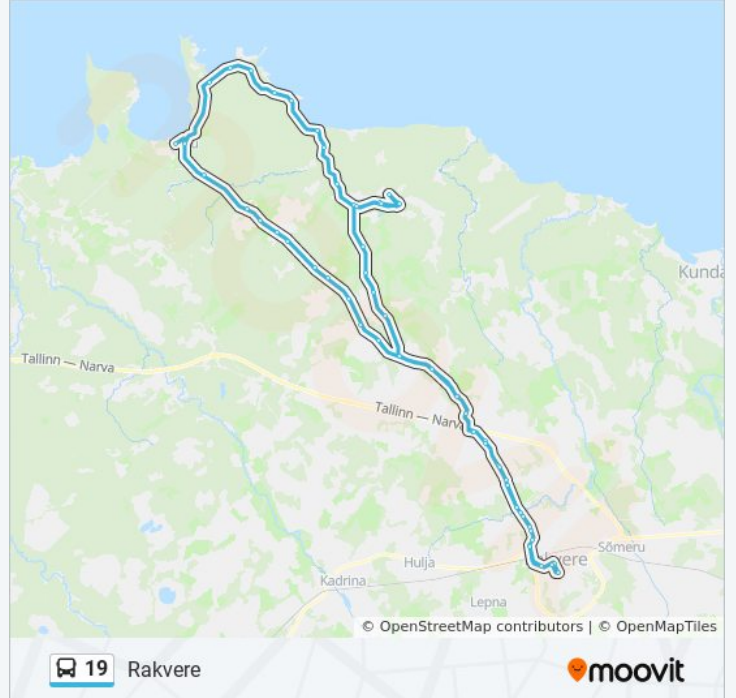 Kunda
Tallinn — Narva
Tallinn — Narva
Sõmeru
Hulja
Kadrina
Lepna
© OpenStreetMap contributors | © OpenMapTiles
19 Rakvere
moovit